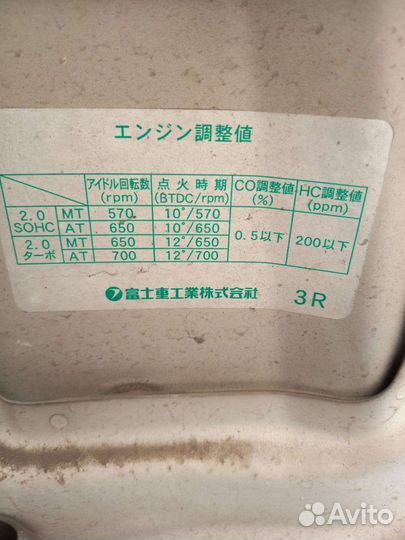 エンジン調整値
アイドル回転数 (rpm) 点火時期 (BTDC/rpm) CO調整値 (%) HC調整値 (ppm)
2.0 SOHC MT 570 10°/570 0.5以下 200以下
AT 650 10°/650
2.0 ターボ MT 650 12°/650
AT 700 12°/700
富士重工業株式会社 3R
Avito